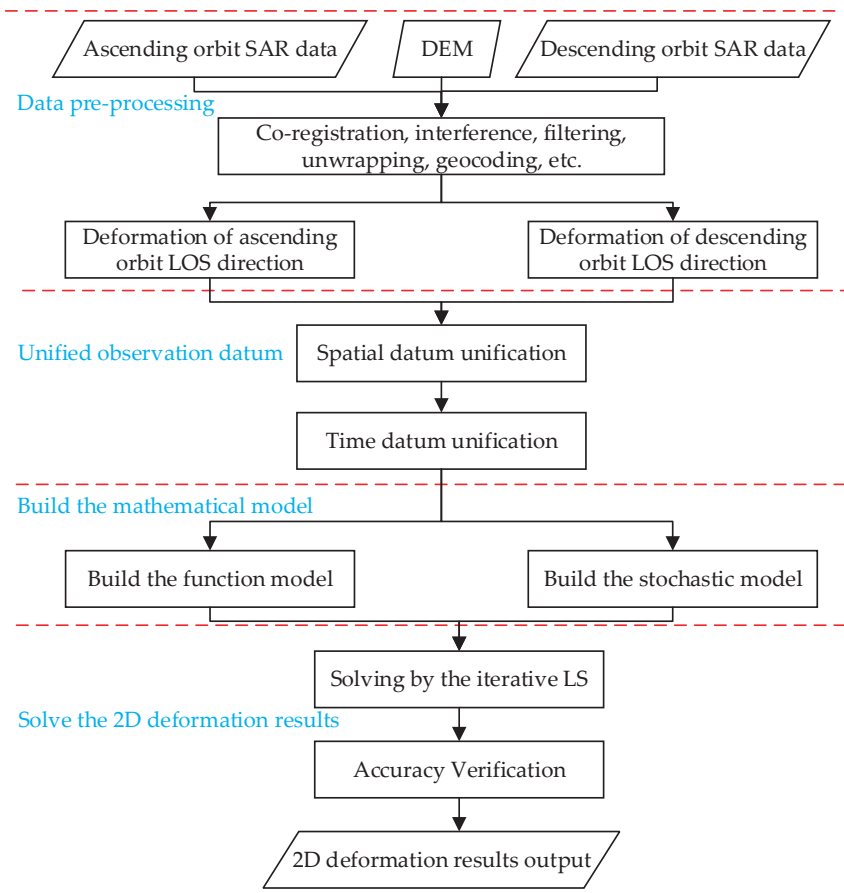 Ascending orbit SAR data
DEM
Descending orbit SAR data
Data pre-processing
Co-registration, interference, filtering,
unwrapping, geocoding, etc.
Deformation of ascending
orbit LOS direction
Deformation of descending
orbit LOS direction
Unified observation datum
Spatial datum unification
Time datum unification
Build the mathematical model
Build the function model
Build the stochastic model
Solving by the iterative LS
Solve the 2D deformation results
Accuracy Verification
2D deformation results output